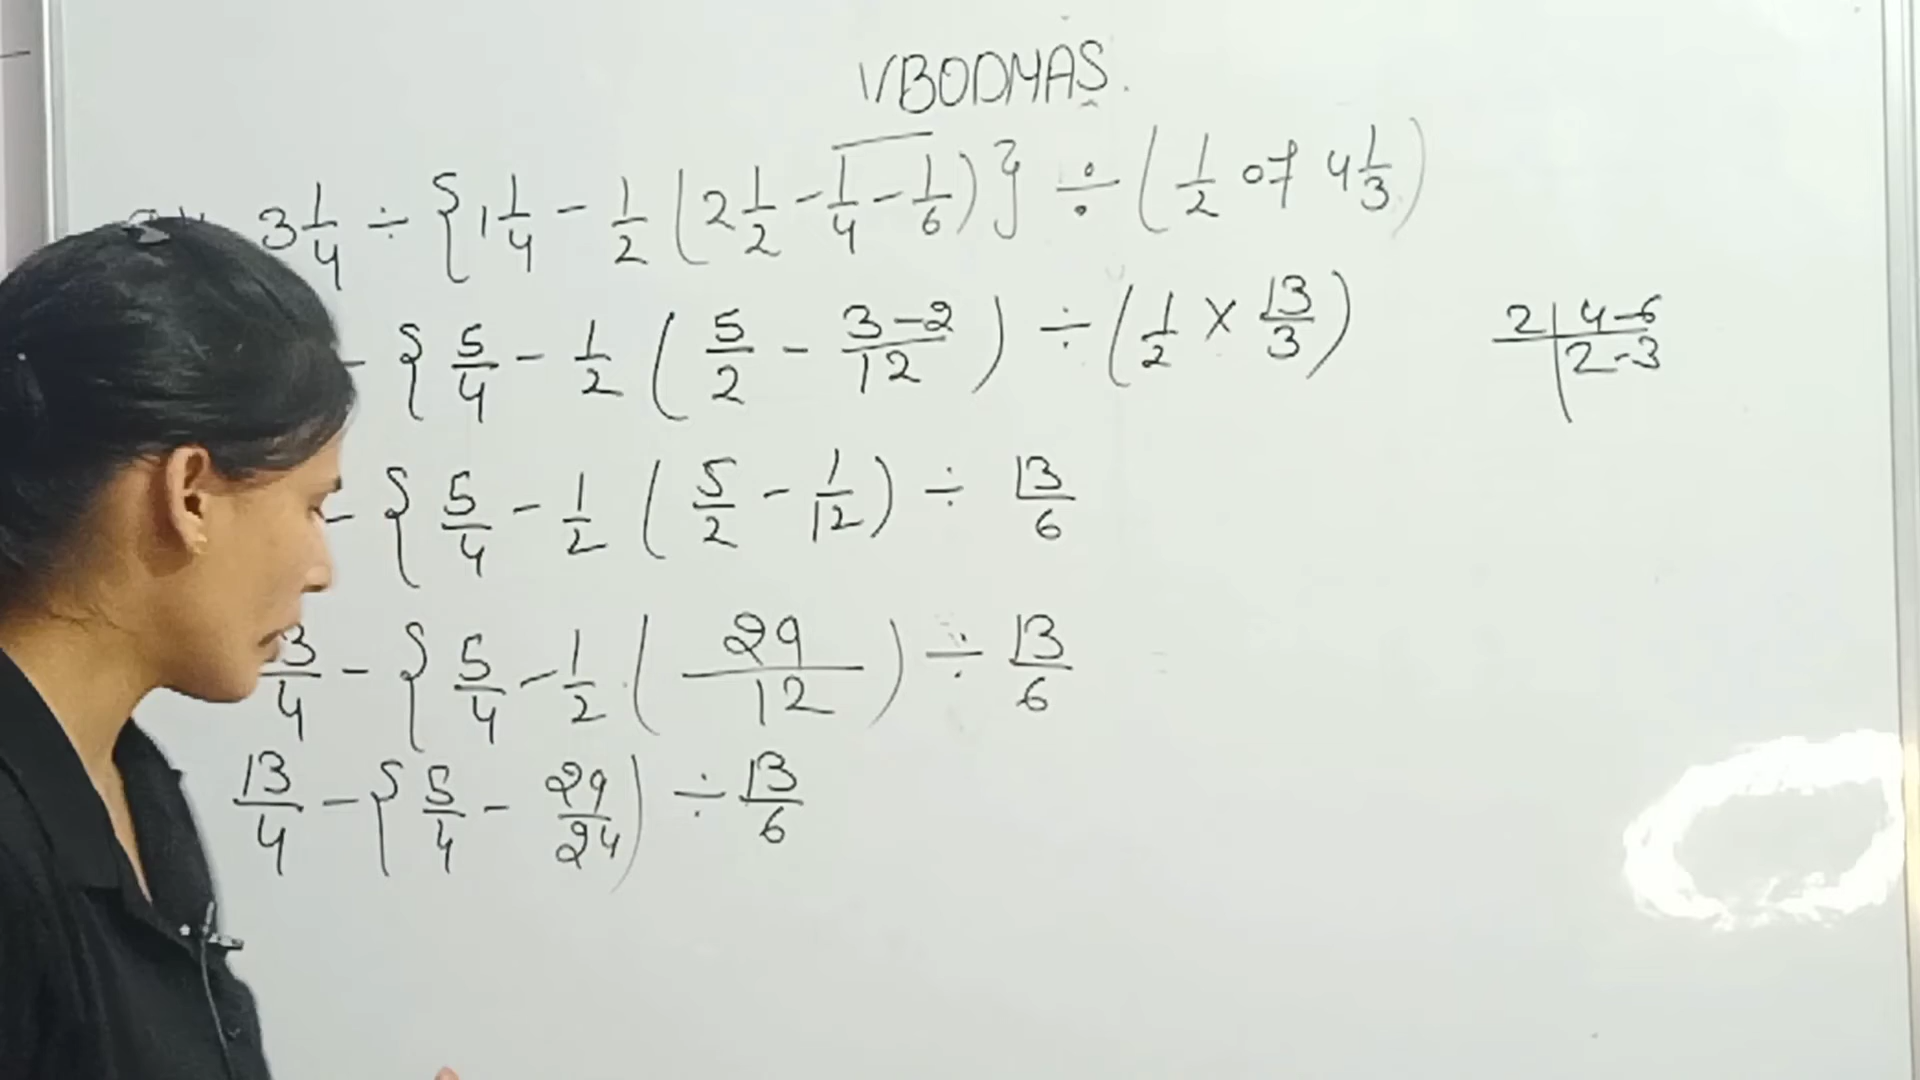 VBODMAS.
3 1/4 ÷ { 1 1/4 - 1/2 ( 2 1/2 - 1/4 - 1/6 ) } ÷ ( 1/2 of 4 1/3 )
- { 5/4 - 1/2 ( 5/2 - 3-2/12 ) ÷ ( 1/2 × 13/3 )
2 | 4-6
2-3
- { 5/4 - 1/2 ( 5/2 - 1/12 ) ÷ 13/6
3/4 - { 5/4 - 1/2 ( 29/12 ) ÷ 13/6
13/4 - { 5/4 - 29/24 ) ÷ 13/6